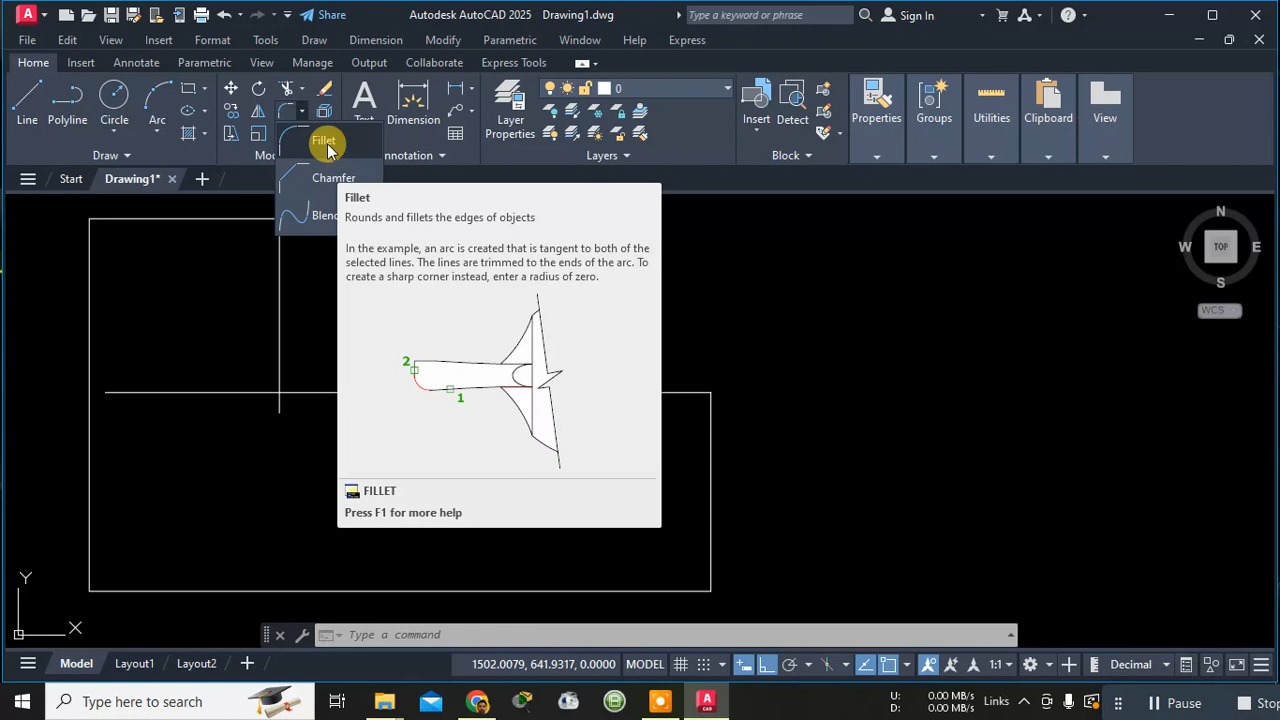 Share
Autodesk AutoCAD 2025 Drawing1.dwg
Type a keyword or phrase
Sign In
File Edit View Insert Format Tools Draw Dimension Modify Parametric Window Help Express
Home Insert Annotate Parametric View Manage Output Collaborate Express Tools
Line Polyline Circle Arc
Text Dimension
Layer
Properties
0
Insert Detect
Properties Groups Utilities Clipboard View
Draw
Layers
Block
Fillet
Chamfer
Start Drawing1*
Fillet
Rounds and fillets the edges of objects
In the example, an arc is created that is tangent to both of the
selected lines. The lines are trimmed to the ends of the arc. To
create a sharp corner instead, enter a radius of zero.
2
1
FILLET
Press F1 for more help
N
W TOP E
S
WCS
Y
X
Type a command
Model Layout1 Layout2
1502.0079, 641.9317, 0.0000 MODEL
1:1
Decimal
Type here to search
U: 0.00 MB/s
D: 0.00 MB/s
Links
Pause